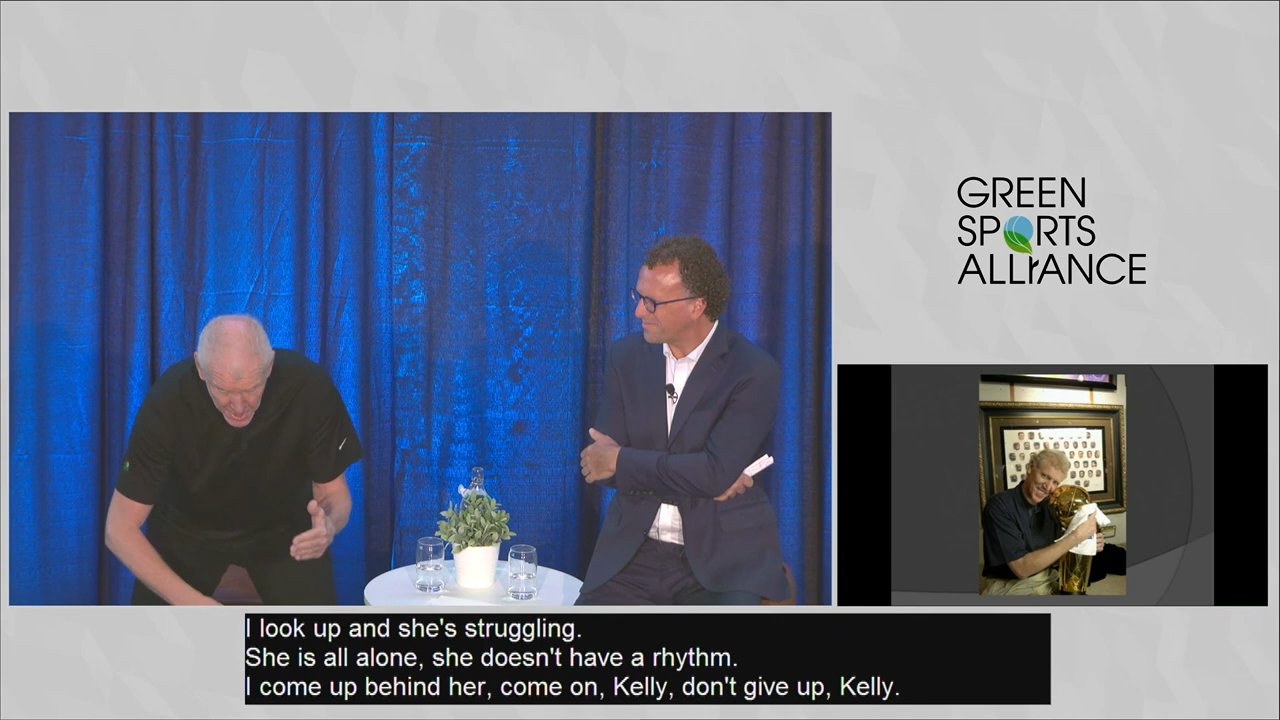 GREEN
SPORTS
ALLIANCE
I look up and she's struggling.
She is all alone, she doesn't have a rhythm.
I come up behind her, come on, Kelly, don't give up, Kelly.